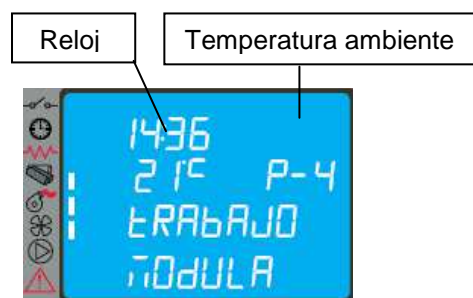 Reloj
Temperatura ambiente
14:36
21°C P-4
tRAbAJO
MOdULA